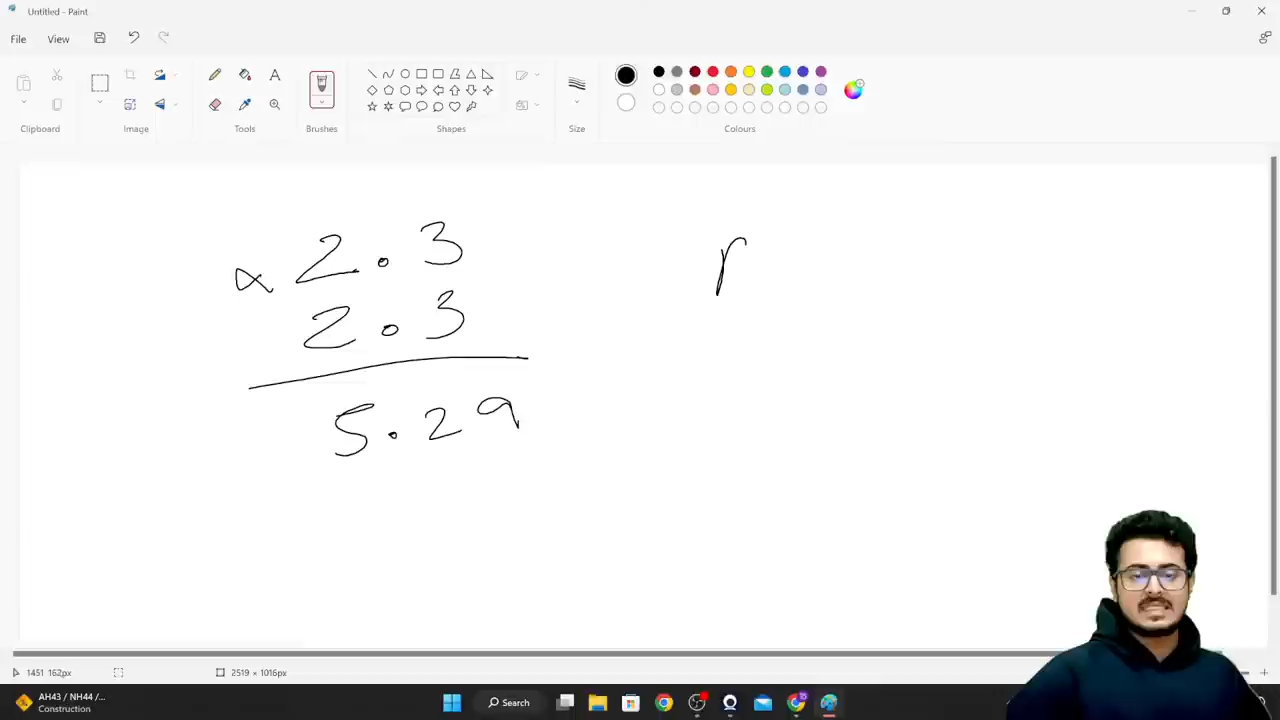 Untitled - Paint
File View
Clipboard Image Tools Brushes Shapes Size Colours
× 2.3 r
2.3
5.29
1451 162px 2519 × 1016px
AH43 / NH44 /...
Construction
Search